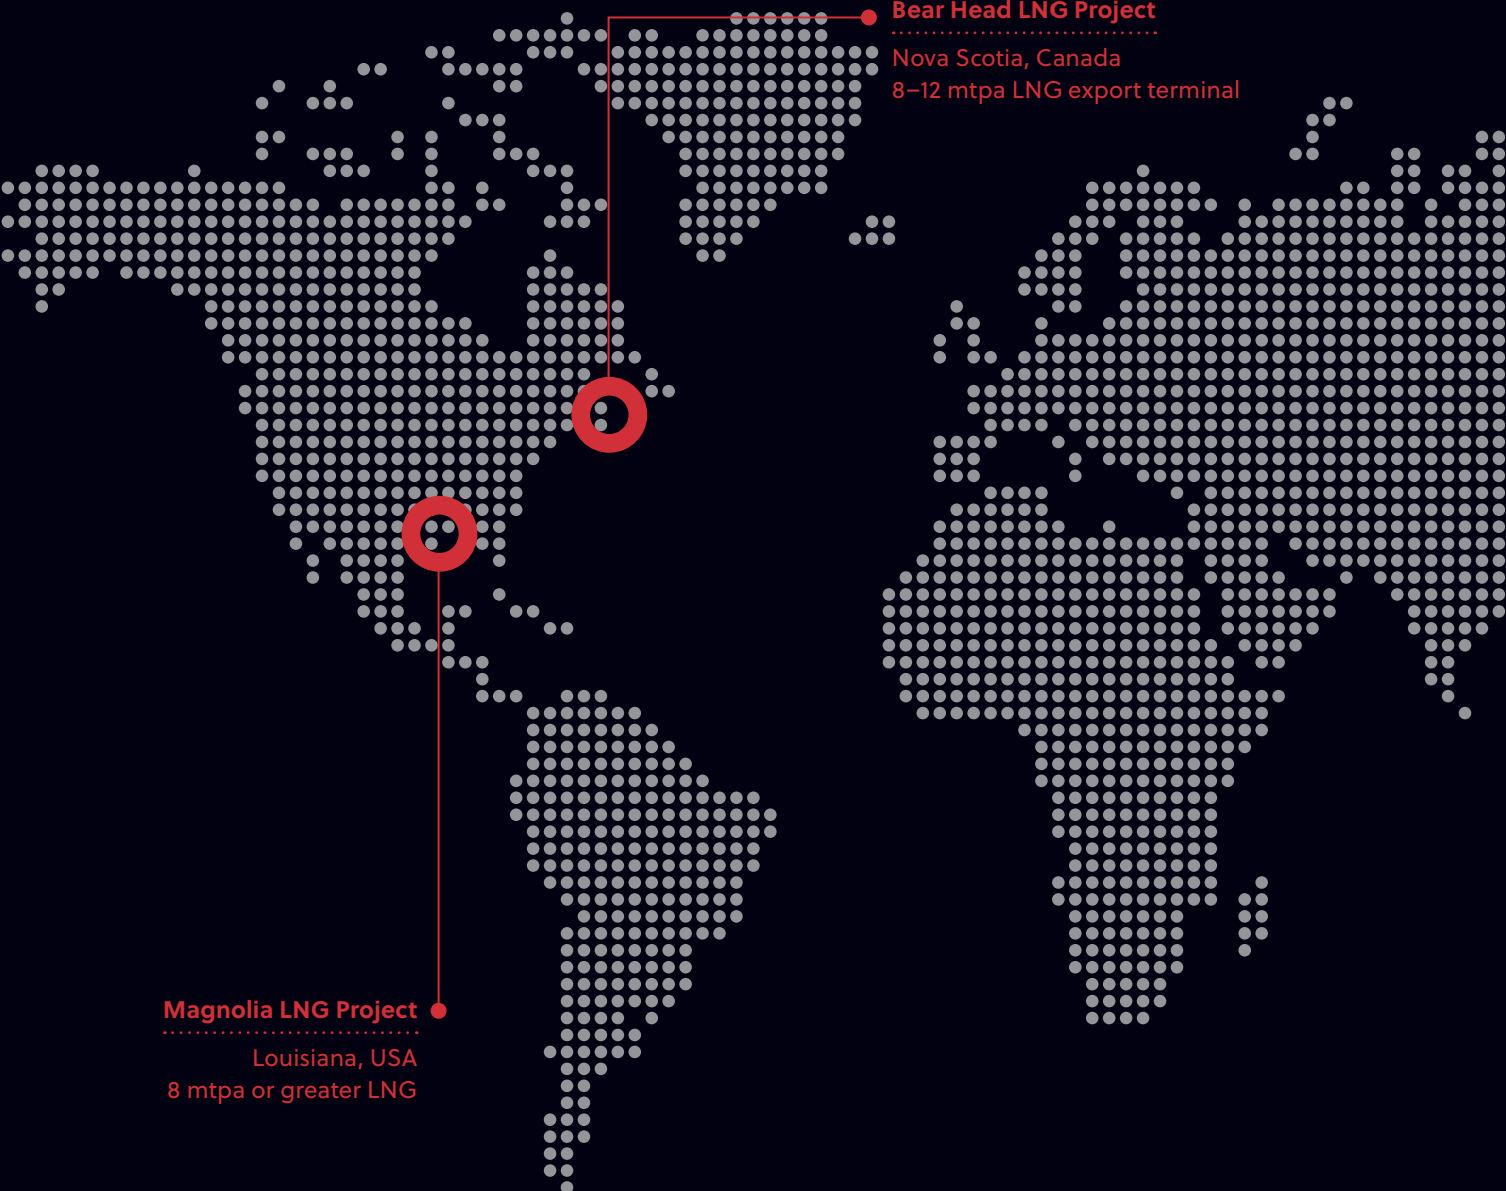 Bear Head LNG Project
Nova Scotia, Canada
8–12 mtpa LNG export terminal
Magnolia LNG Project
Louisiana, USA
8 mtpa or greater LNG